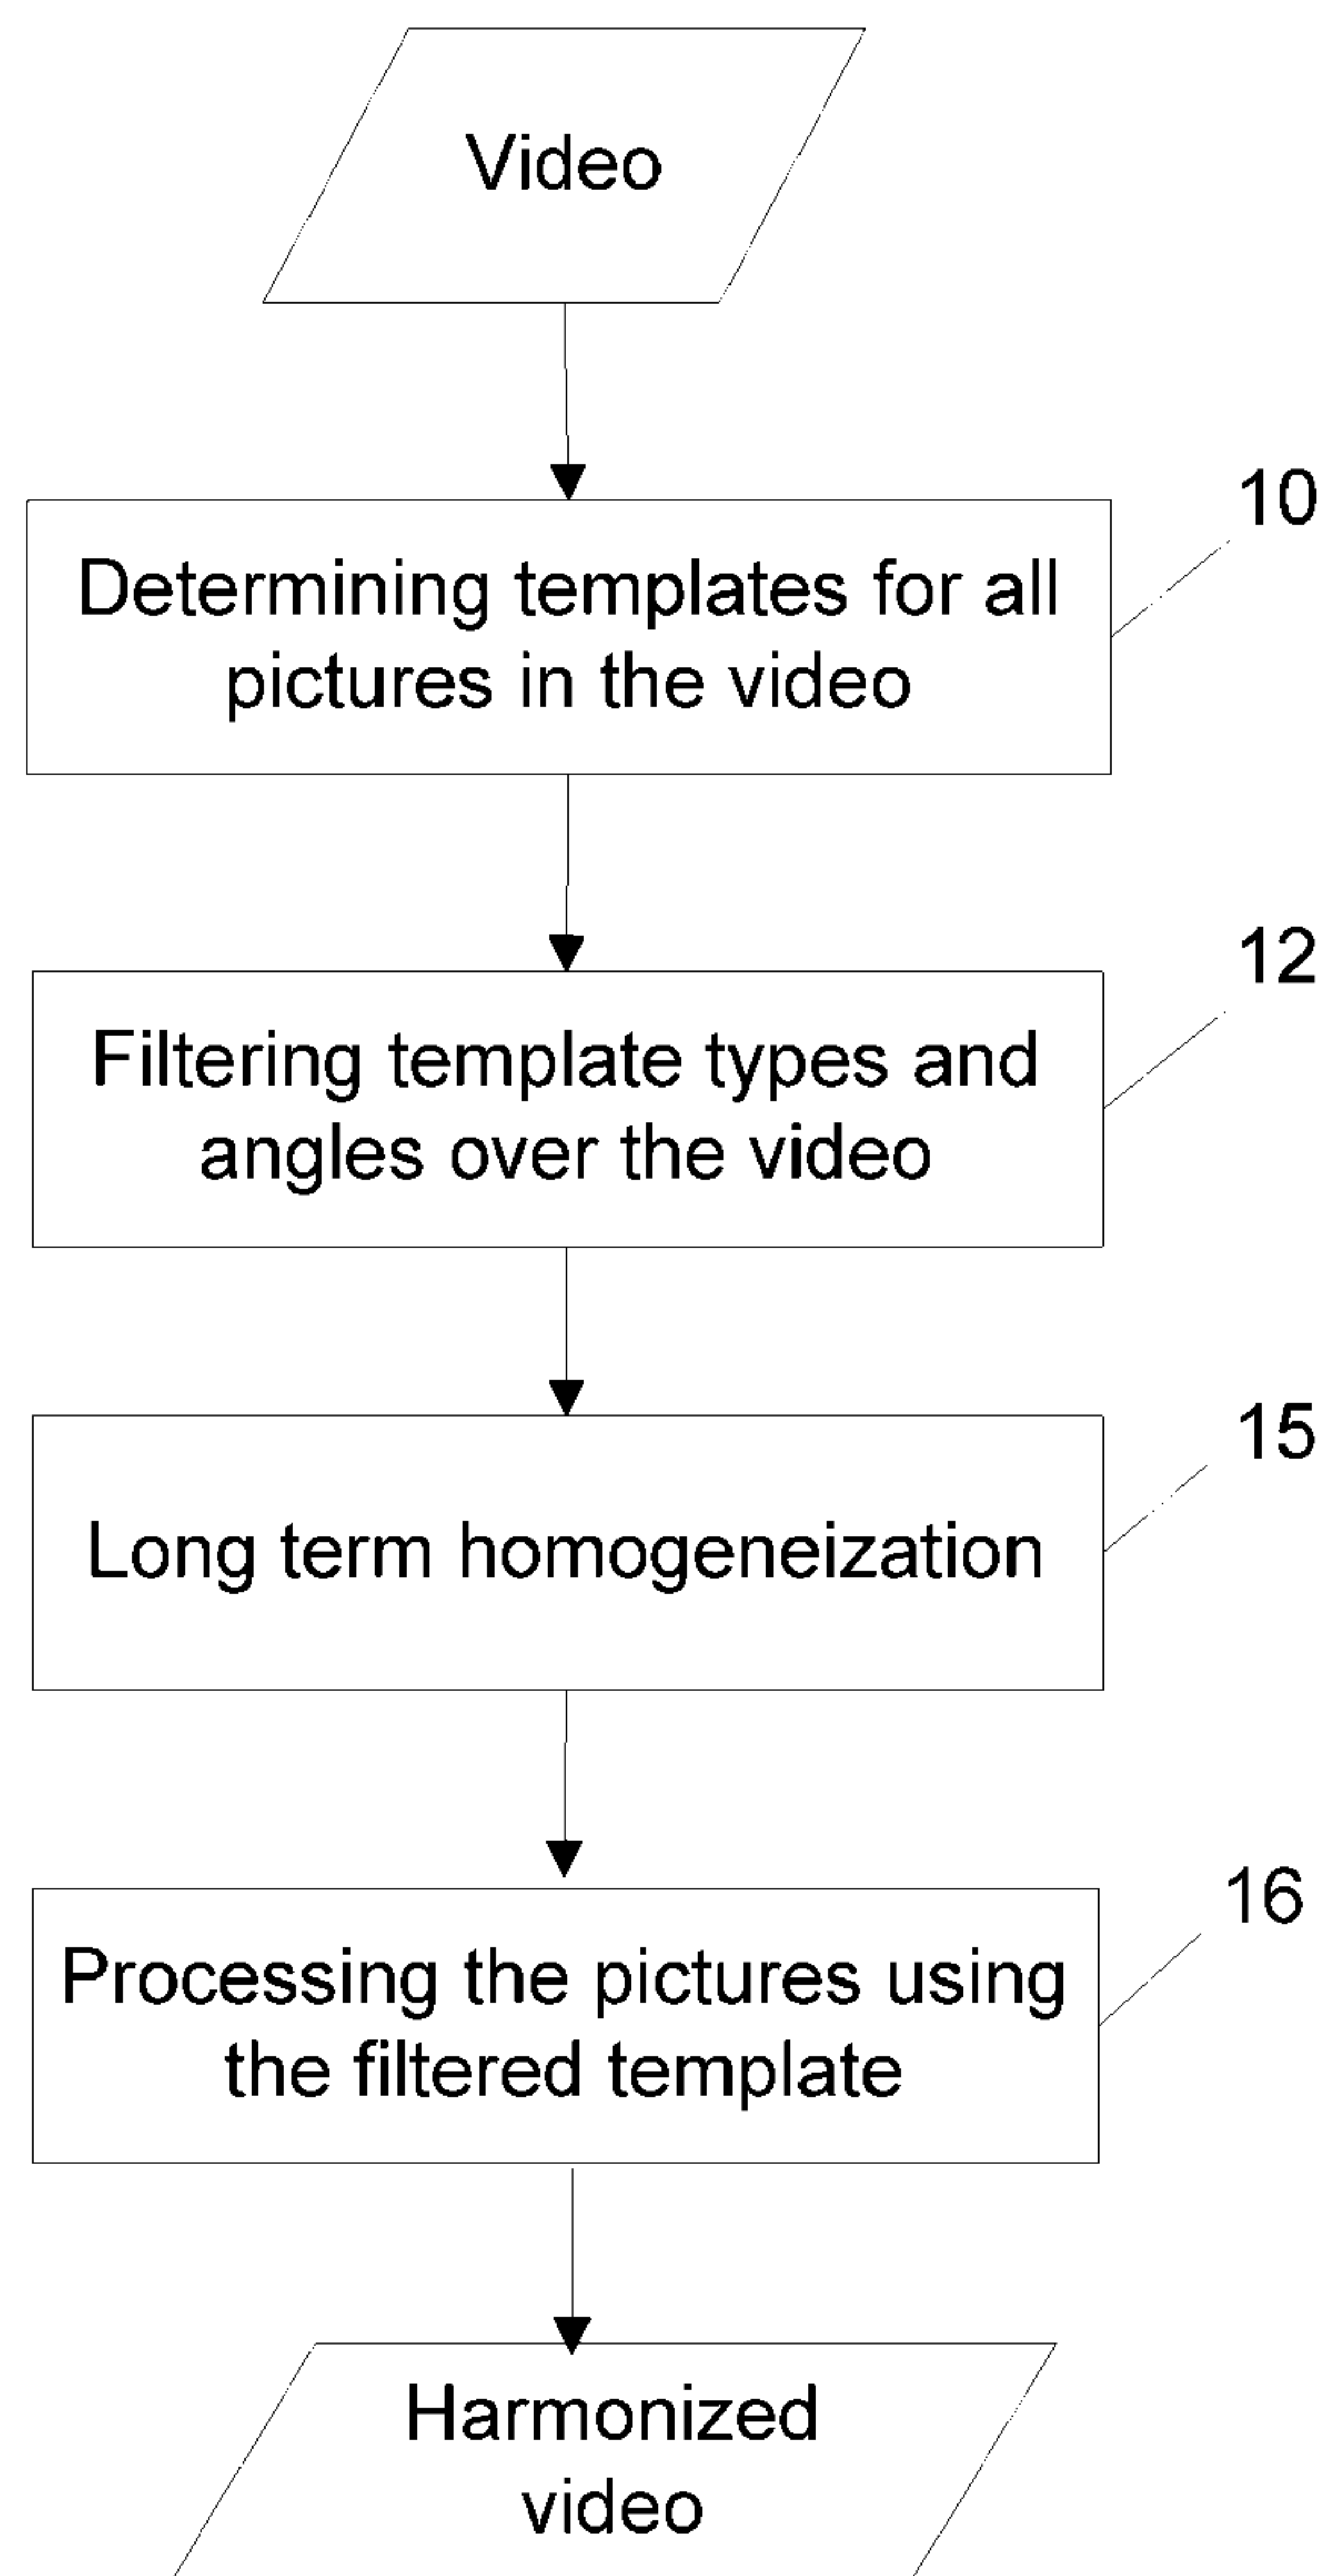 Video
10
Determining templates for all
pictures in the video
12
Filtering template types and
angles over the video
15
Long term homogeneization
16
Processing the pictures using
the filtered template
Harmonized
video